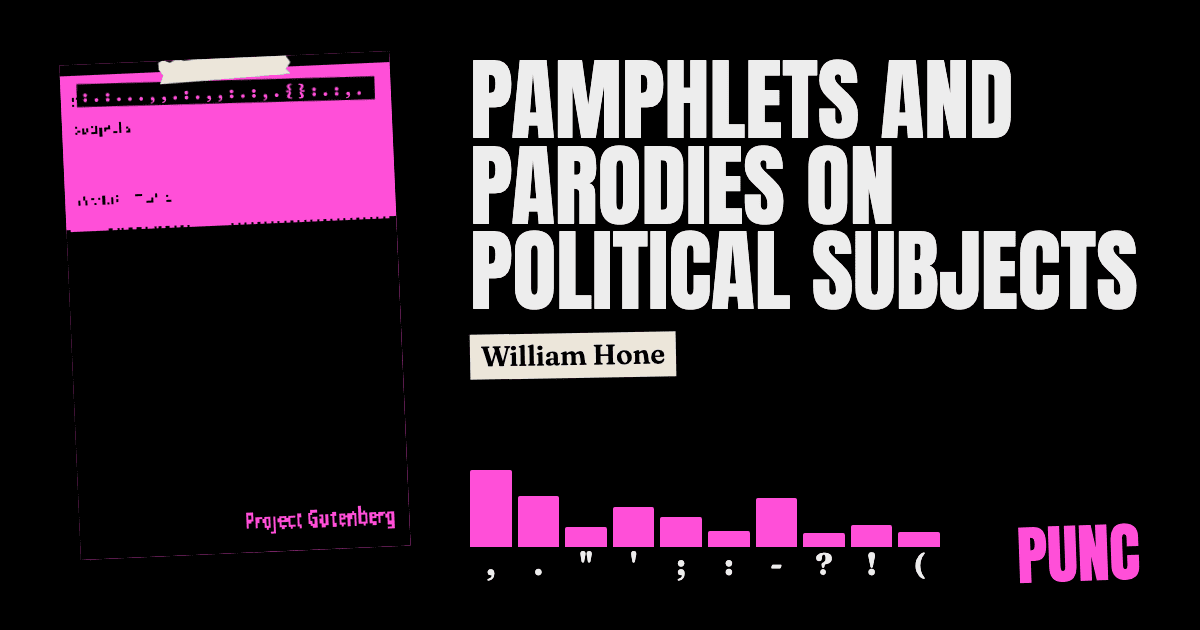 :.:...,,.:.,,:.:,.{}:.:,.
Project Gutenberg
PAMPHLETS AND
PARODIES ON
POLITICAL SUBJECTS
William Hone
, . " ' ; : - ? ! (
PUNC